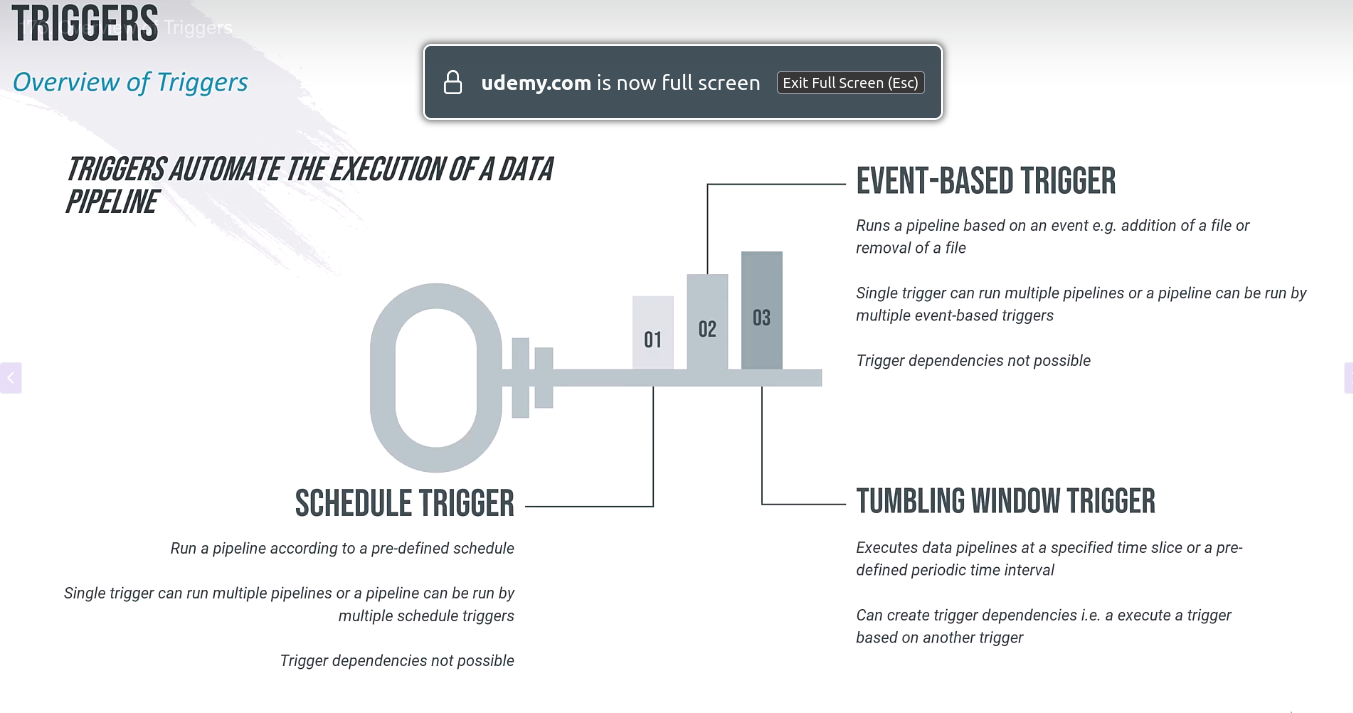 TRIGGERS
Triggers
Overview of Triggers
udemy.com is now full screen
Exit Full Screen (Esc)
TRIGGERS AUTOMATE THE EXECUTION OF A DATA
PIPELINE
EVENT-BASED TRIGGER
Runs a pipeline based on an event e.g. addition of a file or
removal of a file
Single trigger can run multiple pipelines or a pipeline can be run by
multiple event-based triggers
Trigger dependencies not possible
01
02
03
SCHEDULE TRIGGER
Run a pipeline according to a pre-defined schedule
Single trigger can run multiple pipelines or a pipeline can be run by
multiple schedule triggers
Trigger dependencies not possible
TUMBLING WINDOW TRIGGER
Executes data pipelines at a specified time slice or a pre-
defined periodic time interval
Can create trigger dependencies i.e. a execute a trigger
based on another trigger